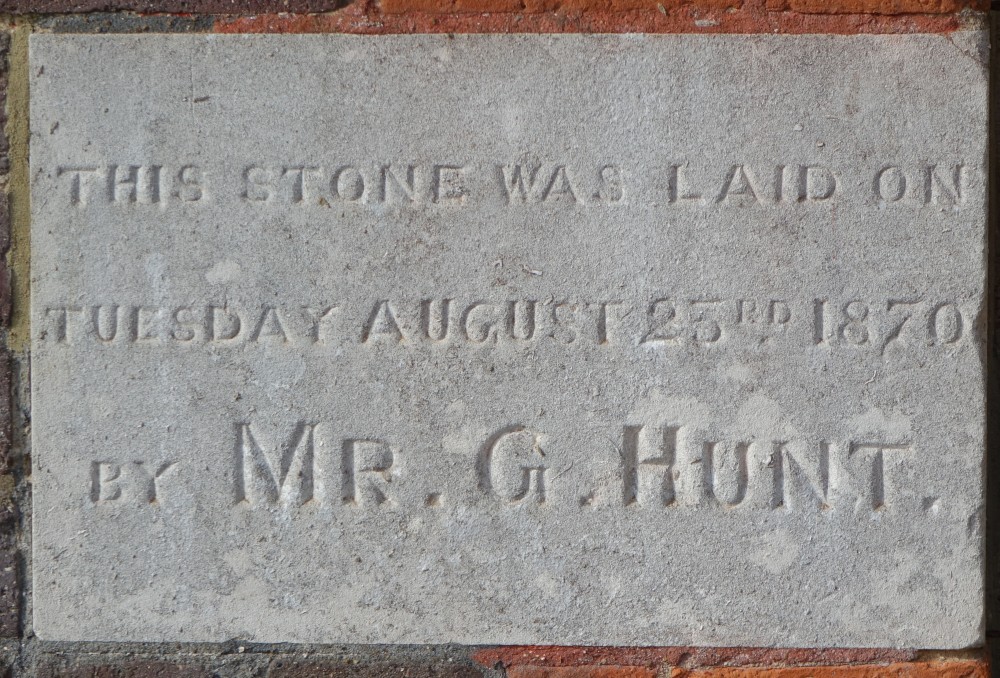 THIS STONE WAS LAID ON
TUESDAY AUGUST 23RD 1870
BY MR. G. HUNT.